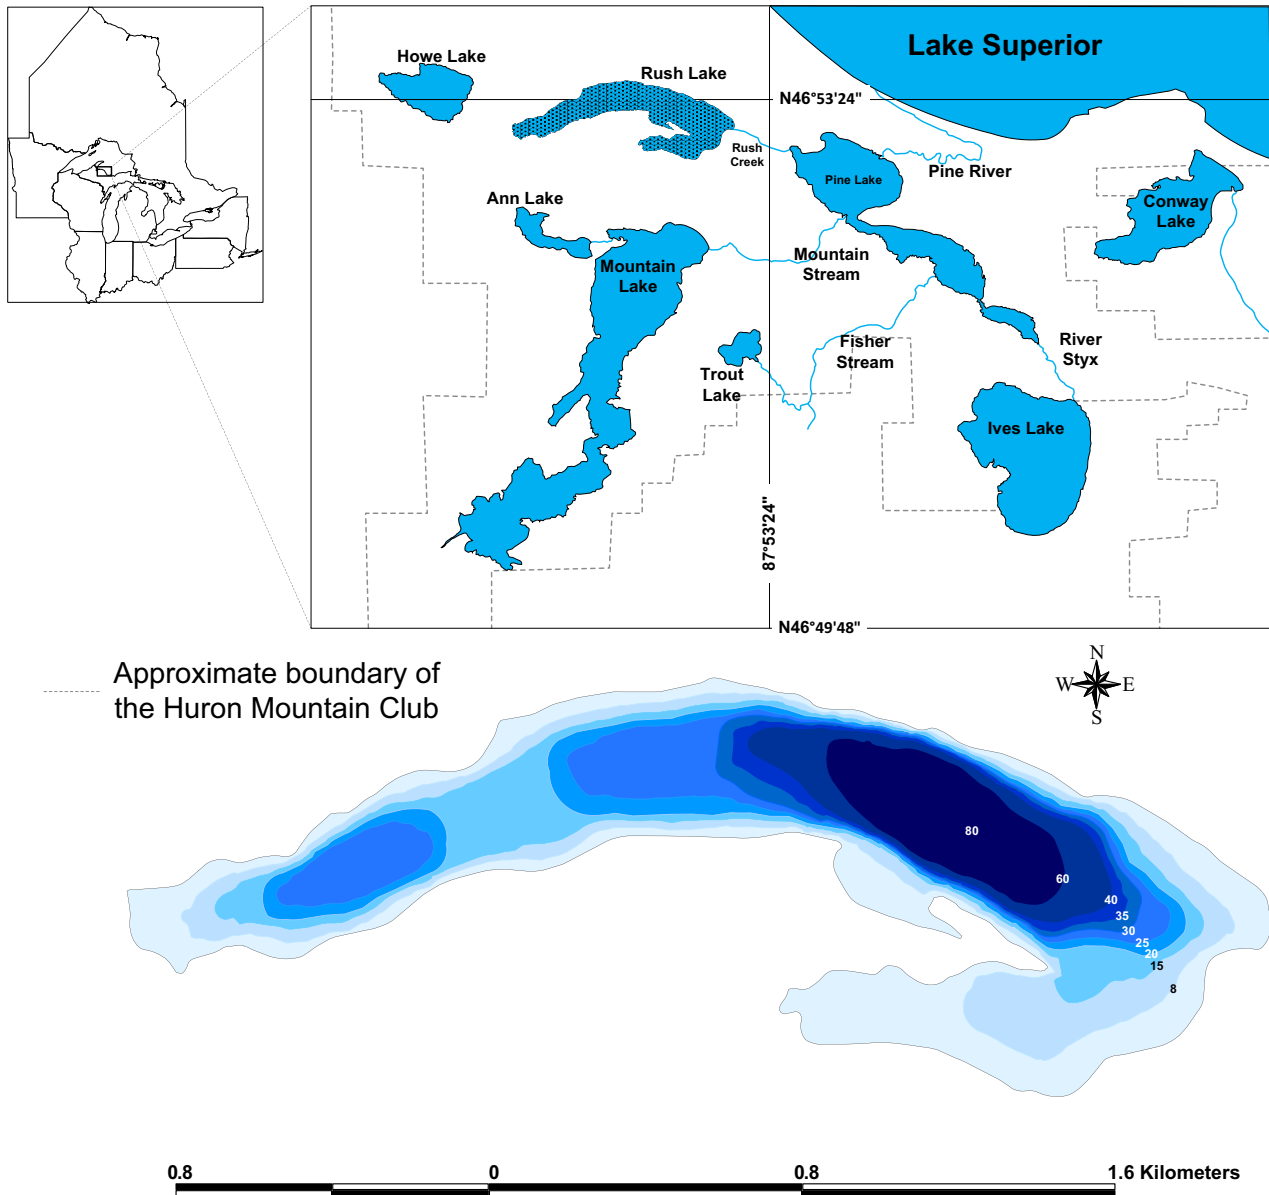 Lake Superior
Howe Lake
Rush Lake
N46°53'24"
Rush
Creek
Pine River
Pine Lake
Ann Lake
Conway
Lake
Mountain
Lake
Mountain
Stream
Fisher
Stream
River
Styx
Trout
Lake
Ives Lake
87°53'24"
N46°49'48"
Approximate boundary of
the Huron Mountain Club
N
W E
S
80
60
40
35
30
25
20
15
8
0.8 0 0.8 1.6 Kilometers